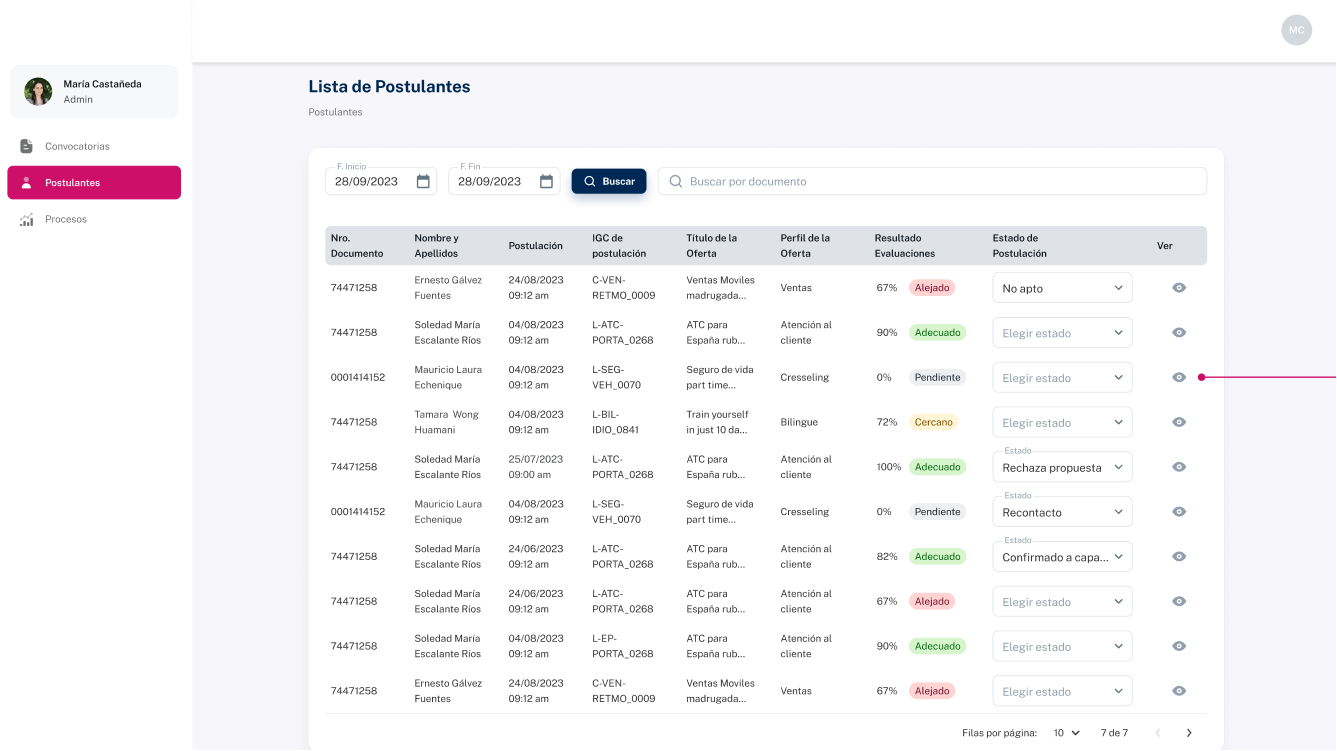 MC
María Castañeda
Admin
Convocatorias
Postulantes
Procesos
Lista de Postulantes
Postulantes
F. Inicio
28/09/2023
F. Fin
28/09/2023
Buscar
Buscar por documento
Nro. Documento
Nombre y Apellidos
Postulación
IGC de postulación
Título de la Oferta
Perfil de la Oferta
Resultado Evaluaciones
Estado de Postulación
Ver
74471258
Ernesto Gálvez Fuentes
24/08/2023 09:12 am
C-VEN-RETMO_0009
Ventas Moviles madrugada...
Ventas
67%
Alejado
No apto
74471258
Soledad María Escalante Ríos
04/08/2023 09:12 am
L-ATC-PORTA_0268
ATC para España rub...
Atención al cliente
90%
Adecuado
Elegir estado
0001414152
Mauricio Laura Echenique
04/08/2023 09:12 am
L-SEG-VEH_0070
Seguro de vida part time...
Cresseling
0%
Pendiente
Elegir estado
74471258
Tamara Wong Huamani
04/08/2023 09:12 am
L-BIL-IDIO_0841
Train yourself in just 10 da...
Bilingue
72%
Cercano
Elegir estado
74471258
Soledad María Escalante Ríos
25/07/2023 09:00 am
L-ATC-PORTA_0268
ATC para España rub...
Atención al cliente
100%
Adecuado
Estado
Rechaza propuesta
0001414152
Mauricio Laura Echenique
04/08/2023 09:12 am
L-SEG-VEH_0070
Seguro de vida part time...
Cresseling
0%
Pendiente
Estado
Recontacto
74471258
Soledad María Escalante Ríos
24/06/2023 09:12 am
L-ATC-PORTA_0268
ATC para España rub...
Atención al cliente
82%
Adecuado
Estado
Confirmado a capa...
74471258
Soledad María Escalante Ríos
24/06/2023 09:12 am
L-ATC-PORTA_0268
ATC para España rub...
Atención al cliente
67%
Alejado
Elegir estado
74471258
Soledad María Escalante Ríos
04/08/2023 09:12 am
L-EP-PORTA_0268
ATC para España rub...
Atención al cliente
90%
Adecuado
Elegir estado
74471258
Ernesto Gálvez Fuentes
24/08/2023 09:12 am
C-VEN-RETMO_0009
Ventas Moviles madrugada...
Ventas
67%
Alejado
Elegir estado
Filas por página:
10
7 de 7